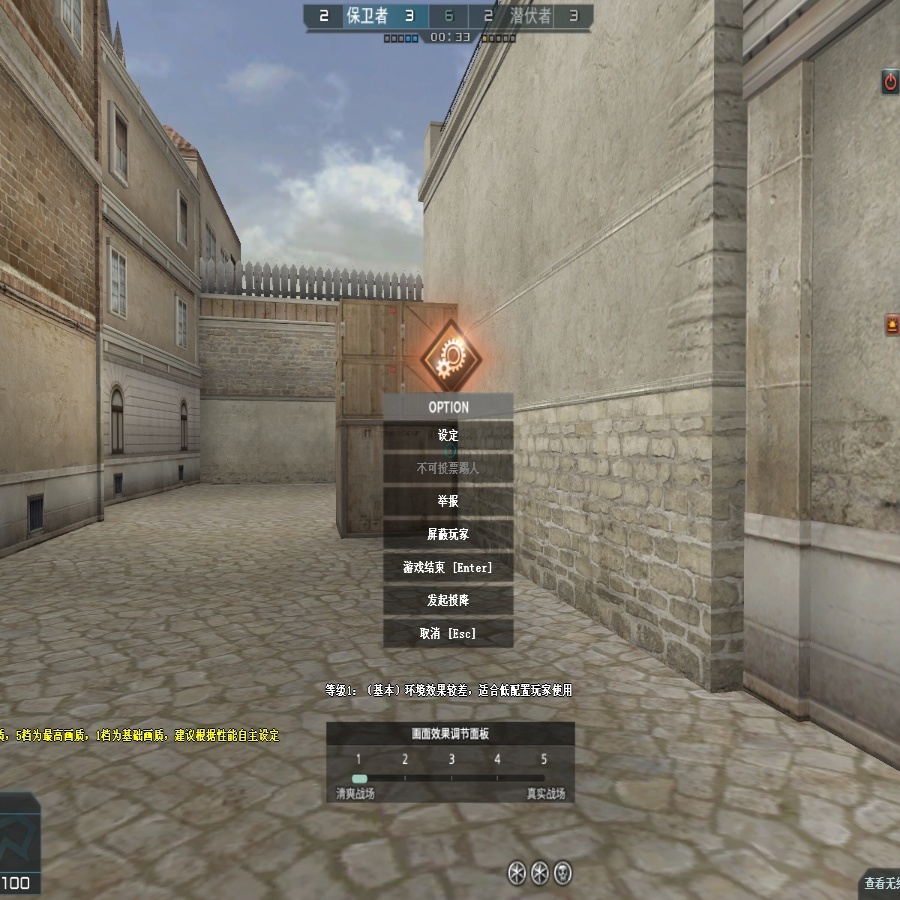 2 保卫者 3 6 2 潜伏者 3
00:33
OPTION
设定
不可投票踢人
举报
屏蔽玩家
游戏结束 [Enter]
发起投降
取消 [Esc]
等级1：（基本）环境效果较差，适合低配置玩家使用
质，5档为最高画质，1档为基础画质，建议根据性能自主设定
画面效果调节面板
1 2 3 4 5
清爽战场 真实战场
100
查看无